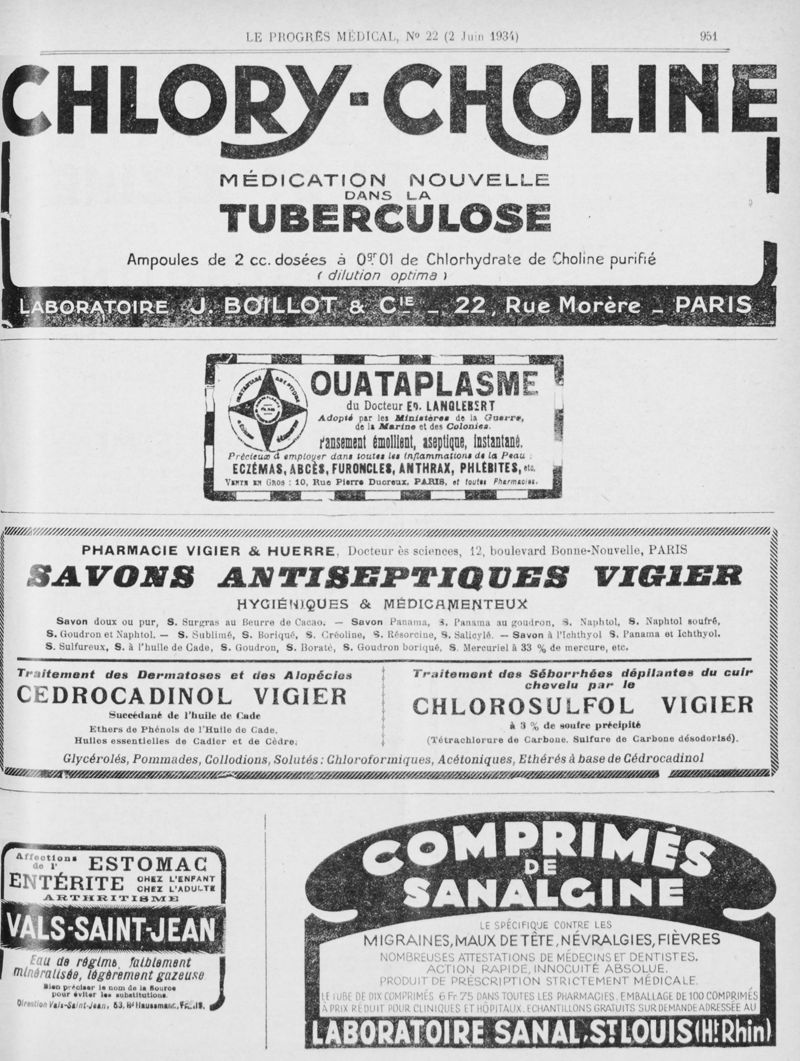 LE PROGRÈS MÉDICAL, No 22 (2 Juin 1934) 951
CHLORY-CHOLINE
MÉDICATION NOUVELLE
DANS LA
TUBERCULOSE
Ampoules de 2 cc. dosées à 0gr.01 de Chlorhydrate de Choline purifié
(dilution optima)
LABORATOIRE J. BOILLOT & CIE _ 22, Rue Morère _ PARIS
OUATAPLASME
du Docteur ED. LANGLEBERT
Adopté par les Ministères de la Guerre,
de la Marine et des Colonies.
Pansement émollient, aseptique, instantané.
Précieux à employer dans toutes les inflammations de la Peau :
ECZÉMAS, ABCÈS, FURONCLES, ANTHRAX, PHLÉBITES, etc.
VENTE EN GROS : 10, Rue Pierre Ducreux, PARIS, et toutes Pharmacies.
PHARMACIE VIGIER & HUERRE, Docteur ès sciences, 12, boulevard Bonne-Nouvelle, PARIS
SAVONS ANTISEPTIQUES VIGIER
HYGIÉNIQUES & MÉDICAMENTEUX
Savon doux ou pur, S. Surgras au Beurre de Cacao. — Savon Panama, S. Panama au goudron, S. Naphtol, S. Naphtol soufré,
S. Goudron et Naphtol. — S. Sublimé, S. Boriqué, S. Créoline, S. Résorcine, S. Salicylé. — Savon à l'Ichthyol S. Panama et Ichthyol.
S. Sulfureux, S. à l'huile de Cade, S. Goudron, S. Boraté, S. Goudron boriqué, S. Mercuriel à 33 % de mercure, etc.
Traitement des Dermatoses et des Alopécies
CEDROCADINOL VIGIER
Succédané de l'huile de Cade
Ethers de Phénols de l'Huile de Cade.
Huiles essentielles de Cadier et de Cèdre.
Traitement des Séborrhées dépilantes du cuir
chevelu par le
CHLOROSULFOL VIGIER
à 3 % de soufre précipité
(Tétrachlorure de Carbone. Sulfure de Carbone désodorisé).
Glycérolés, Pommades, Collodions, Solutés : Chloroformiques, Acétoniques, Ethérés à base de Cédrocadinol
Affections de l' ESTOMAC
ENTÉRITE CHEZ L'ENFANT
CHEZ L'ADULTE
ARTHRITISME
VALS-SAINT-JEAN
Eau de régime, faiblement
minéralisée, légèrement gazeuse
Bien préciser le nom de la Source
pour éviter les substitutions.
Direction Vals-Saint-Jean, 53, Bd Haussmann,
COMPRIMÉS
DE
SANALGINE
LE SPÉCIFIQUE CONTRE LES
MIGRAINES, MAUX DE TÊTE, NÉVRALGIES, FIÈVRES
NOMBREUSES ATTESTATIONS DE MÉDECINS ET DENTISTES.
ACTION RAPIDE, INNOCUITÉ ABSOLUE.
PRODUIT DE PRÉSCRIPTION STRICTEMENT MÉDICALE.
LE TUBE DE DIX COMPRIMÉS 6 Fr 75 DANS TOUTES LES PHARMACIES. EMBALLAGE DE 100 COMPRIMÉS
A PRIX RÉDUIT POUR CLINIQUES ET HÔPITAUX. ECHANTILLONS GRATUITS SUR DEMANDE ADRESSÉE AU
LABORATOIRE SANAL, ST. LOUIS (Ht. Rhin)